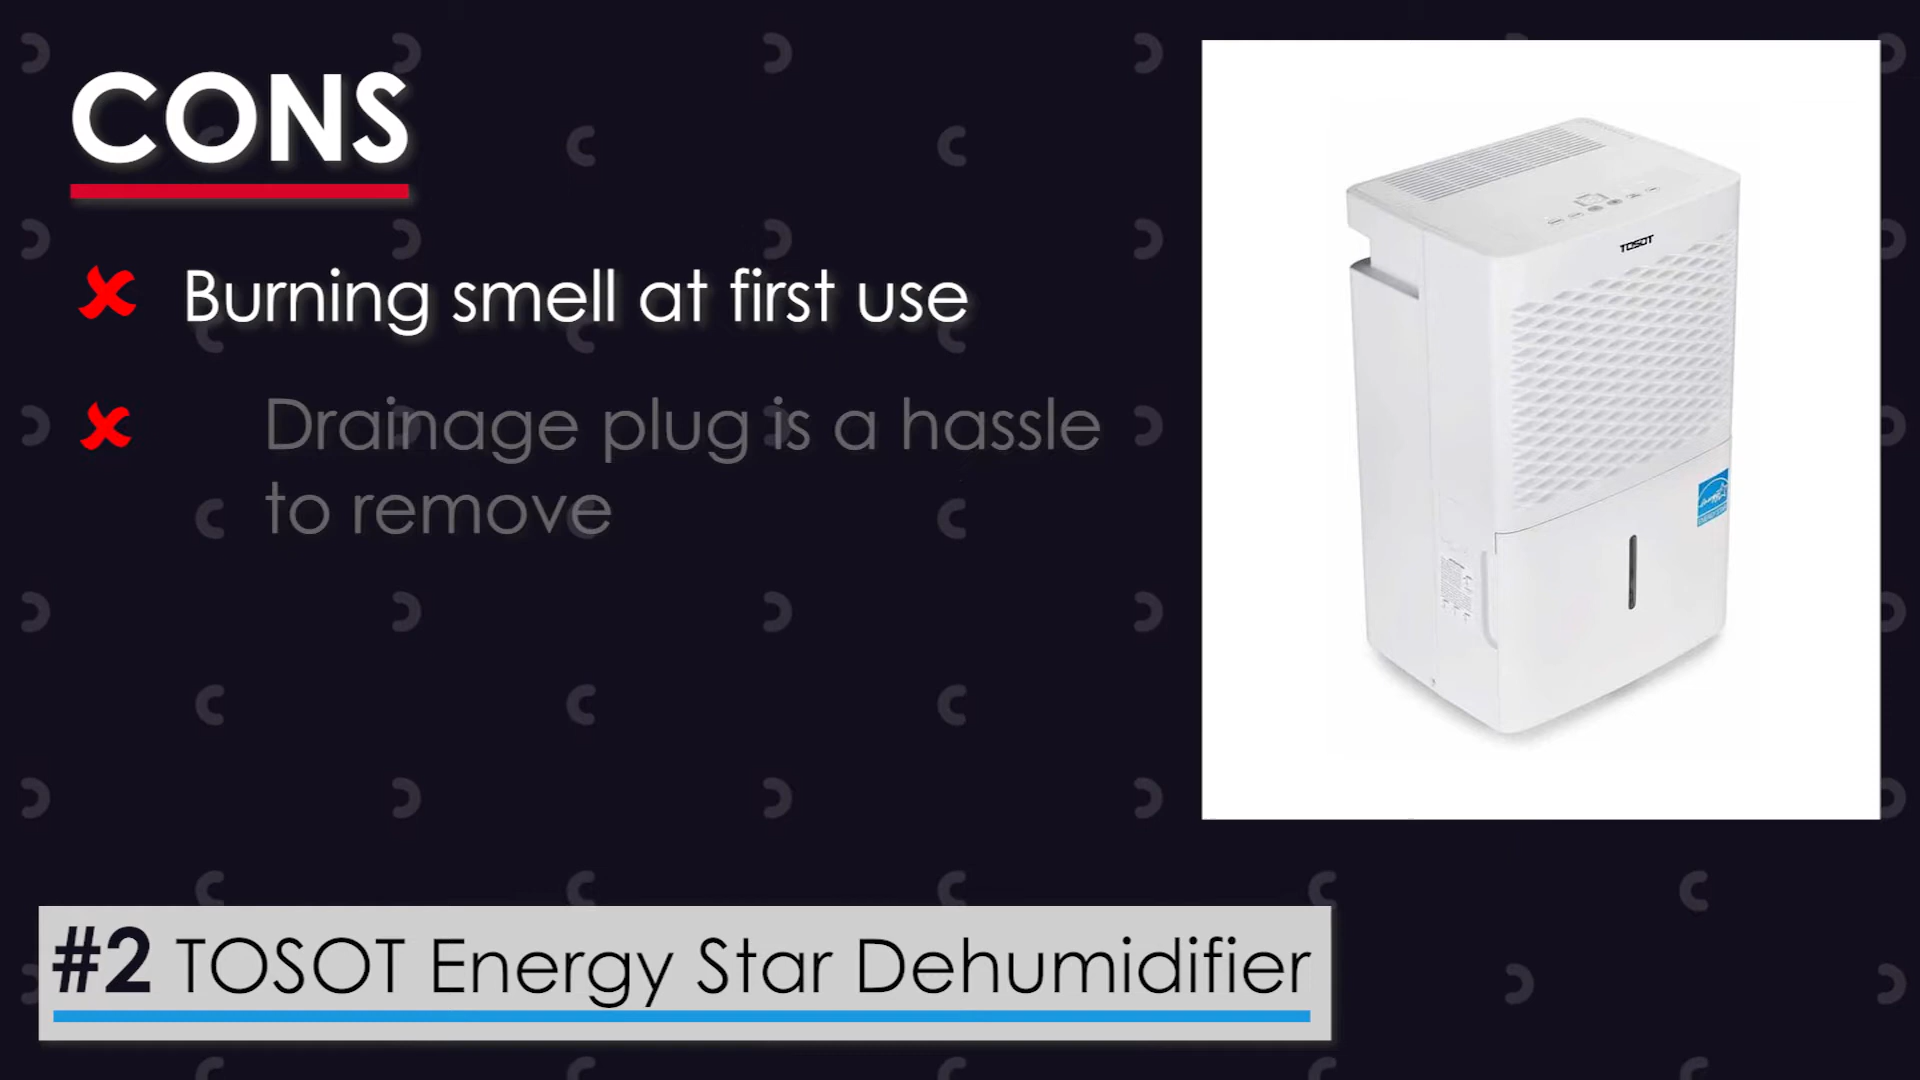 CONS
Burning smell at first use
Drainage plug is a hassle
to remove
TOSOT
#2 TOSOT Energy Star Dehumidifier